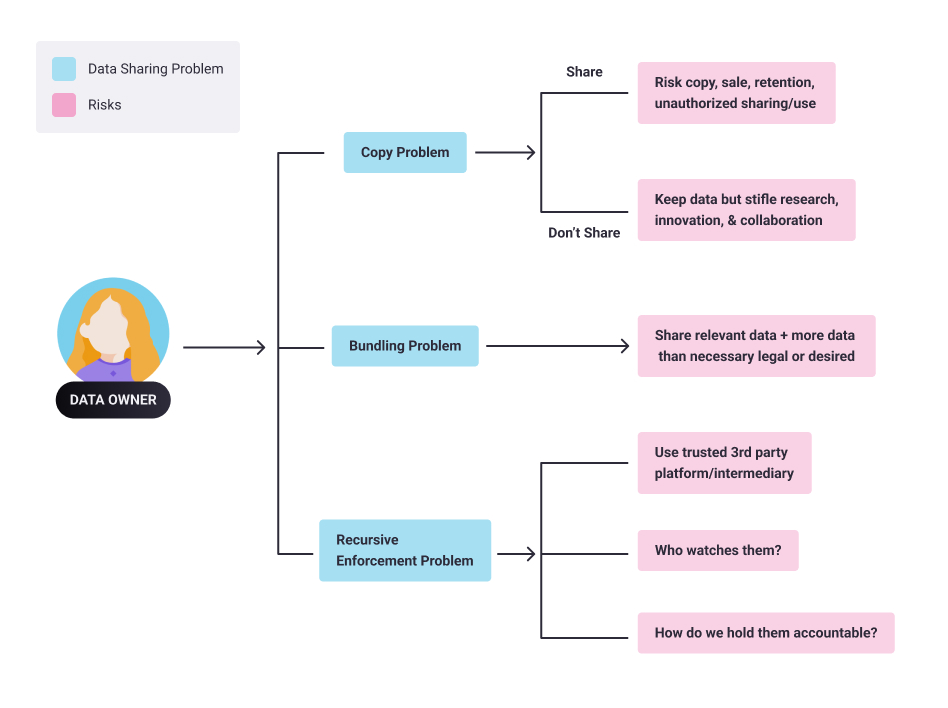 Data Sharing Problem
Risks
Share
Risk copy, sale, retention,
unauthorized sharing/use
Copy Problem
Keep data but stifle research,
innovation, & collaboration
Don’t Share
Bundling Problem
Share relevant data + more data
than necessary legal or desired
DATA OWNER
Use trusted 3rd party
platform/intermediary
Recursive
Enforcement Problem
Who watches them?
How do we hold them accountable?